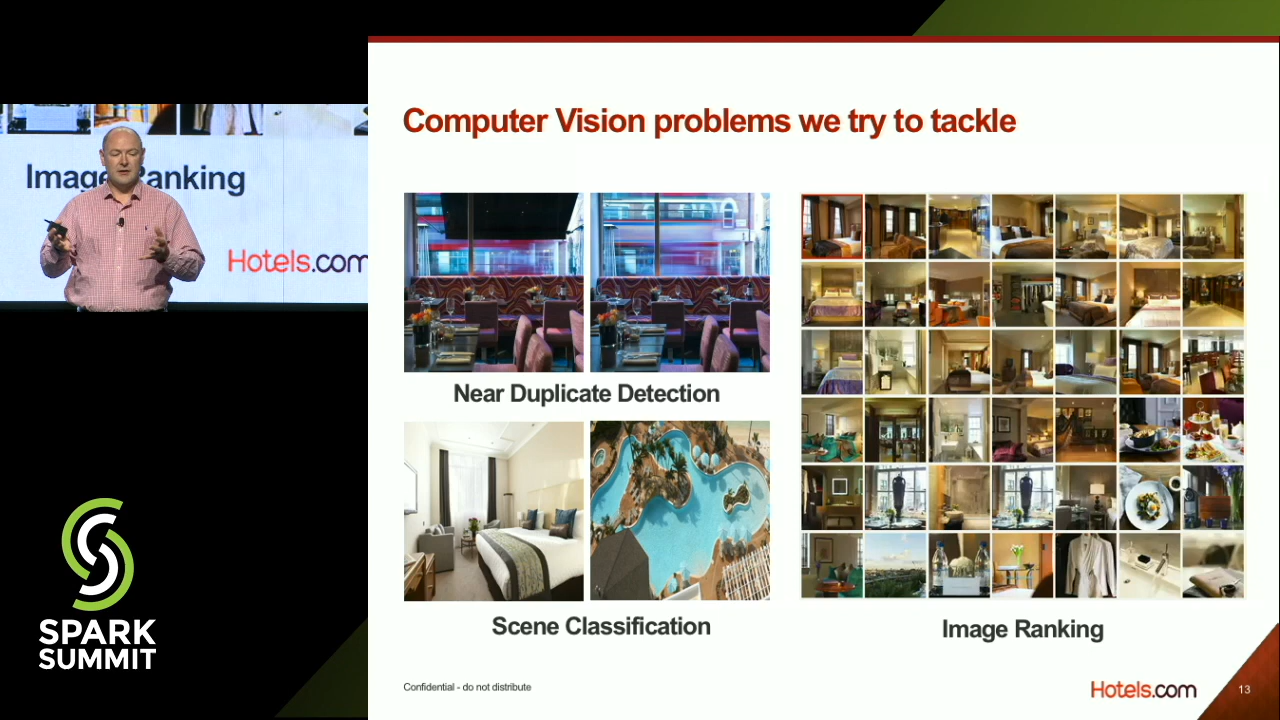 Computer Vision problems we try to tackle
Image Ranking
Hotels.com
Near Duplicate Detection
Scene Classification
Image Ranking
SPARK
SUMMIT
Confidential - do not distribute
Hotels.com
13